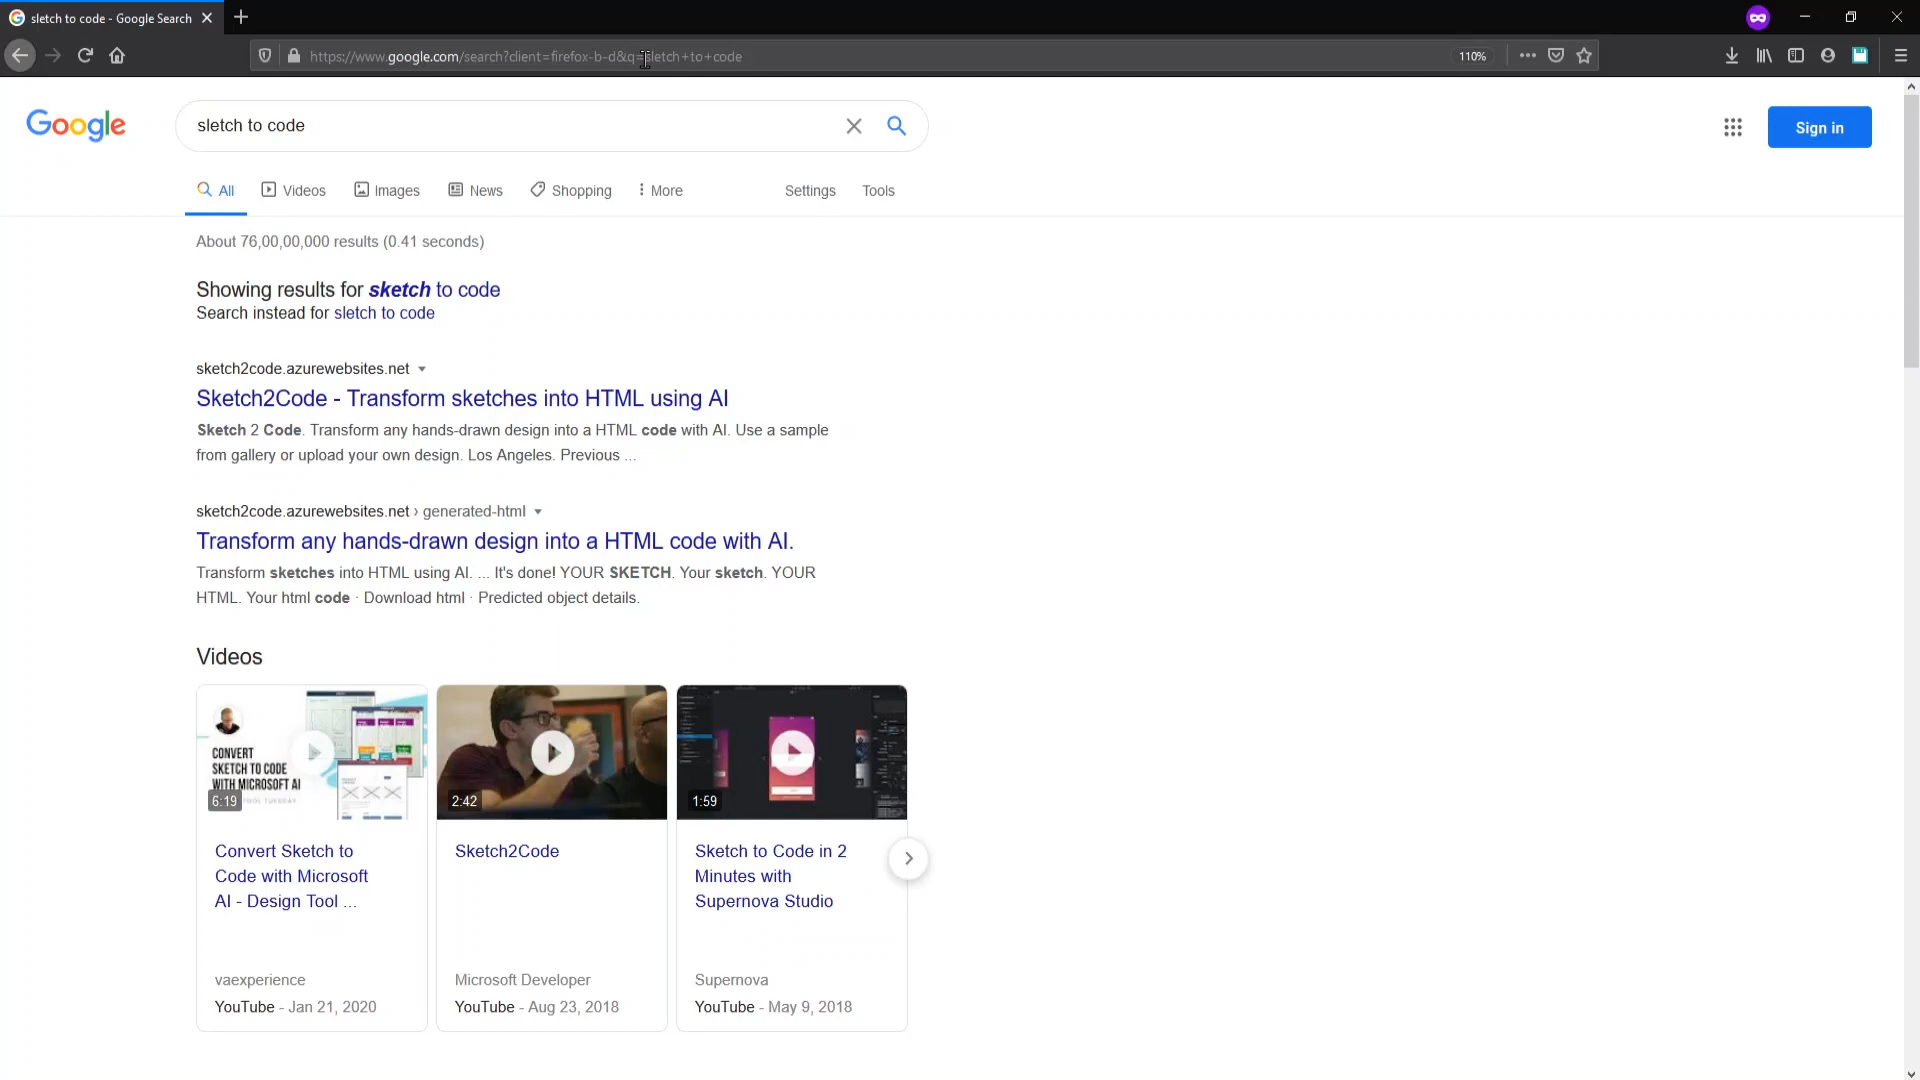 sletch to code - Google Search
https://www.google.com/search?client=firefox-b-d&q=sletch+to+code
110%
Google
sletch to code
Sign in
All
Videos
Images
News
Shopping
More
Settings
Tools
About 76,00,00,000 results (0.41 seconds)
Showing results for sketch to code
Search instead for sletch to code
sketch2code.azurewebsites.net
Sketch2Code - Transform sketches into HTML using AI
Sketch 2 Code. Transform any hands-drawn design into a HTML code with AI. Use a sample
from gallery or upload your own design. Los Angeles. Previous ...
sketch2code.azurewebsites.net › generated-html
Transform any hands-drawn design into a HTML code with AI.
Transform sketches into HTML using AI. ... It's done! YOUR SKETCH. Your sketch. YOUR
HTML. Your html code · Download html · Predicted object details.
Videos
CONVERT
SKETCH TO CODE
WITH MICROSOFT AI
TOOL TUESDAY
6:19
2:42
1:59
Convert Sketch to
Code with Microsoft
AI - Design Tool ...
vaexperience
YouTube - Jan 21, 2020
Sketch2Code
Microsoft Developer
YouTube - Aug 23, 2018
Sketch to Code in 2
Minutes with
Supernova Studio
Supernova
YouTube - May 9, 2018